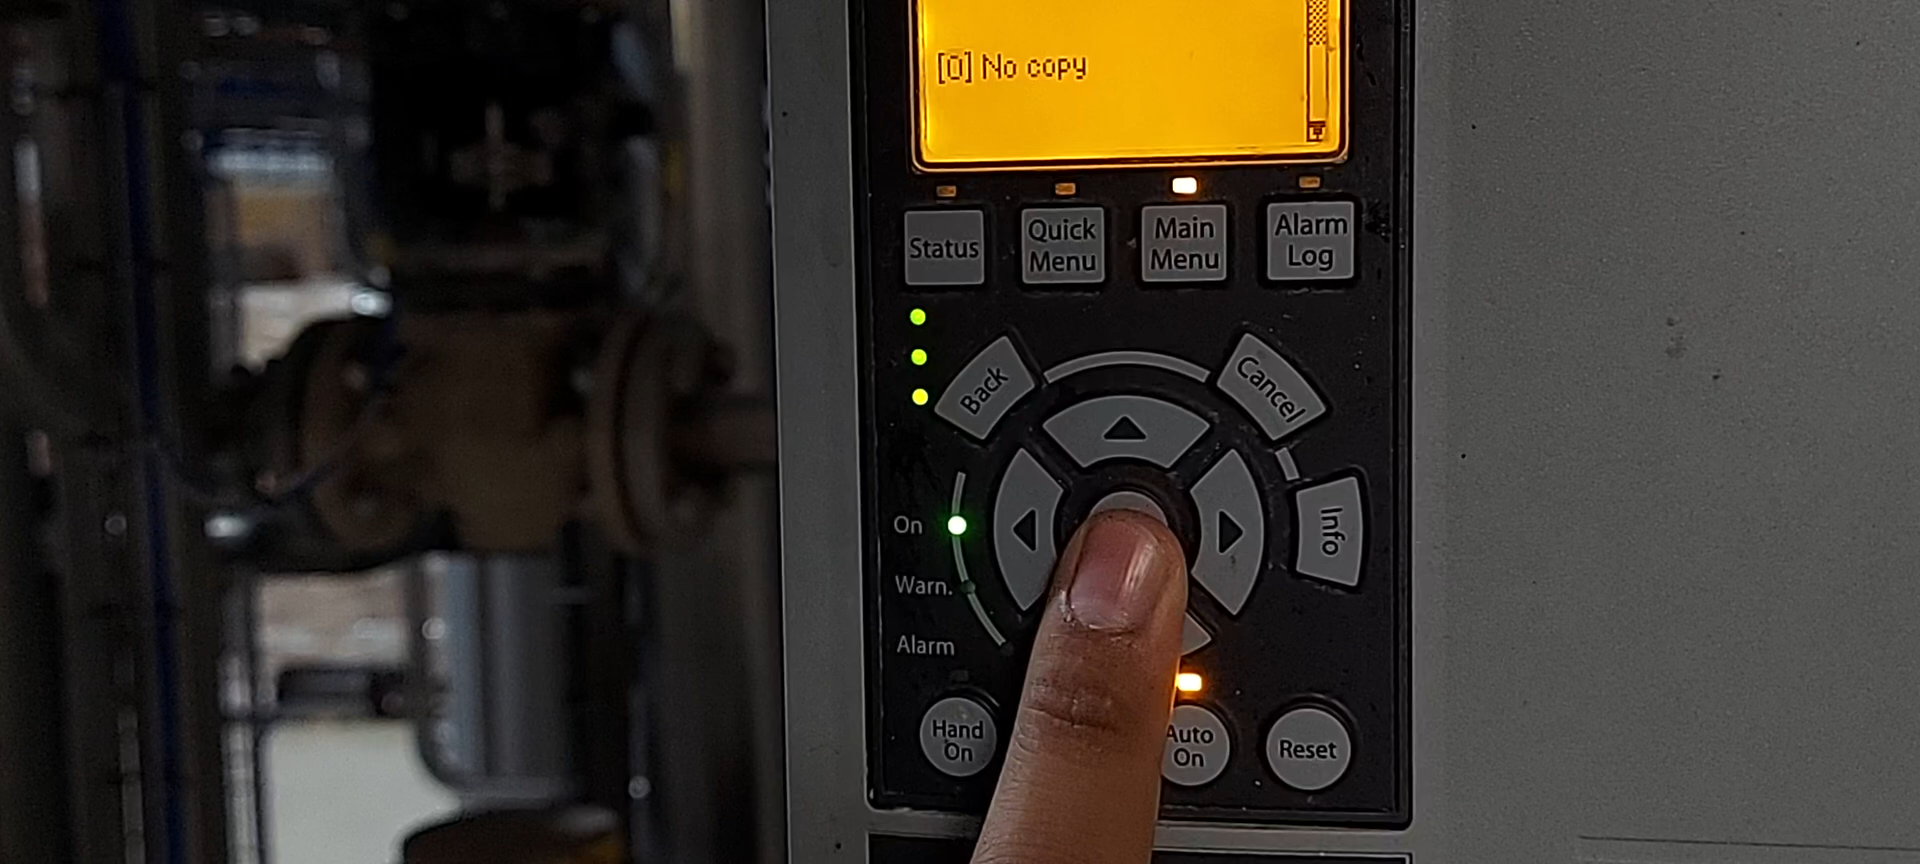 [0] No copy
Status
Quick
Menu
Main
Menu
Alarm
Log
Back
Cancel
Info
On
Warn.
Alarm
Hand
On
Auto
On
Reset